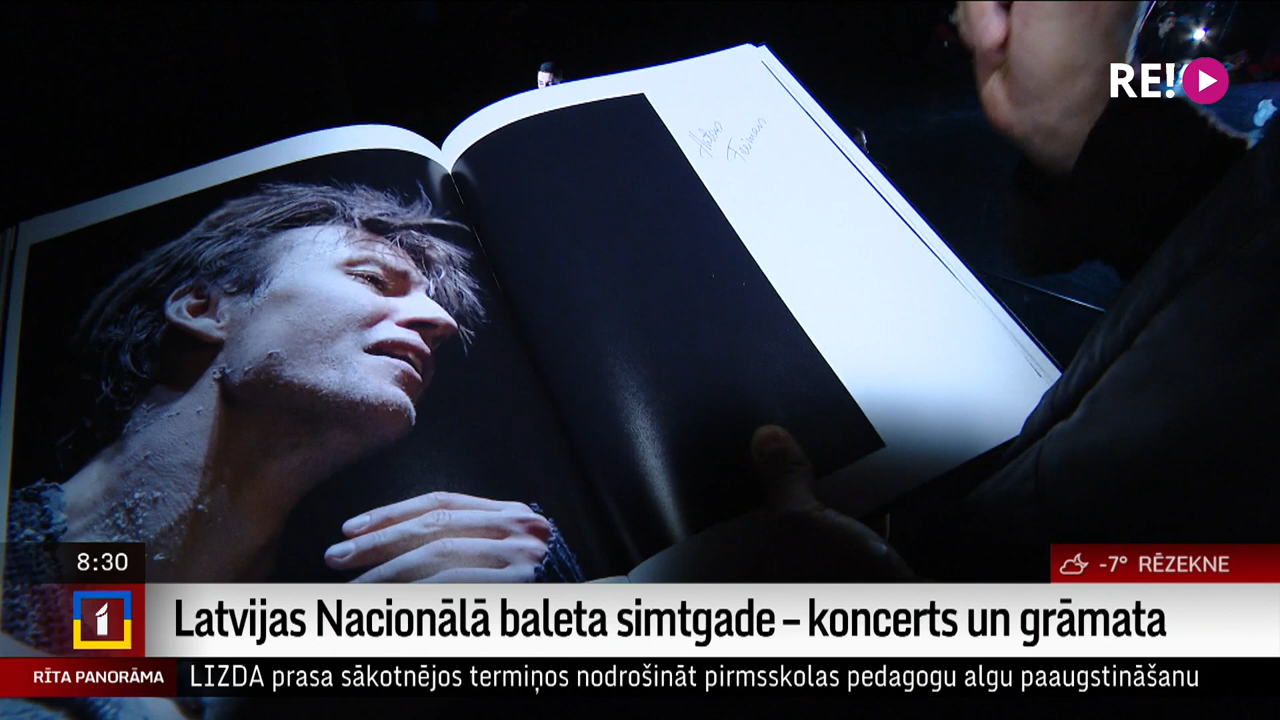 RE!
8:30
-7° RĒZEKNE
1
Latvijas Nacionālā baleta simtgade – koncerts un grāmata
RĪTA PANORĀMA
LIZDA prasa sākotnējos termiņos nodrošināt pirmsskolas pedagogu algu paaugstināšanu